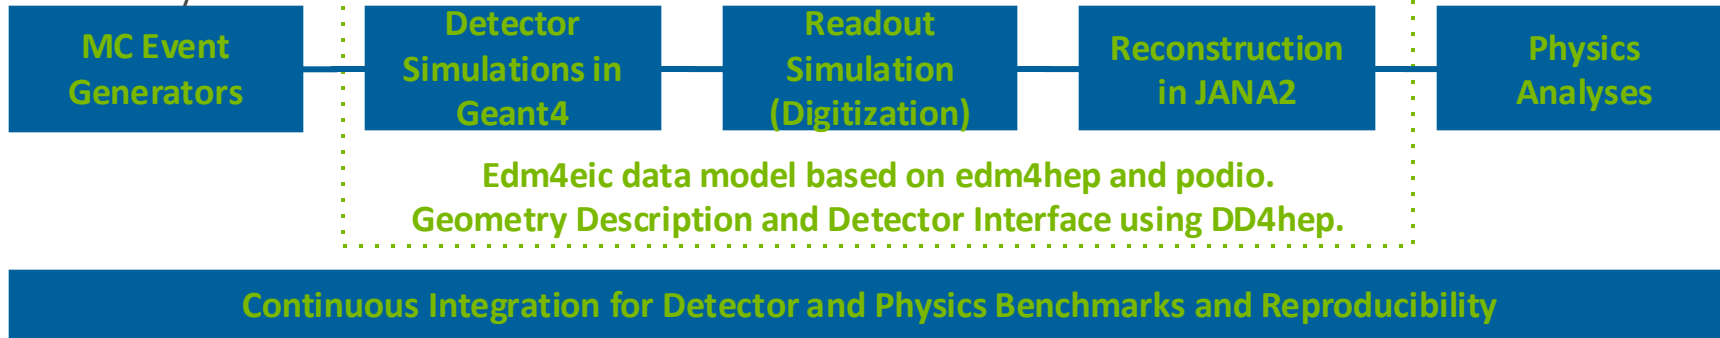 MC Event
Generators
Detector
Simulations in
Geant4
Readout
Simulation
(Digitization)
Reconstruction
in JANA2
Physics
Analyses
Edm4eic data model based on edm4hep and podio.
Geometry Description and Detector Interface using DD4hep.
Continuous Integration for Detector and Physics Benchmarks and Reproducibility